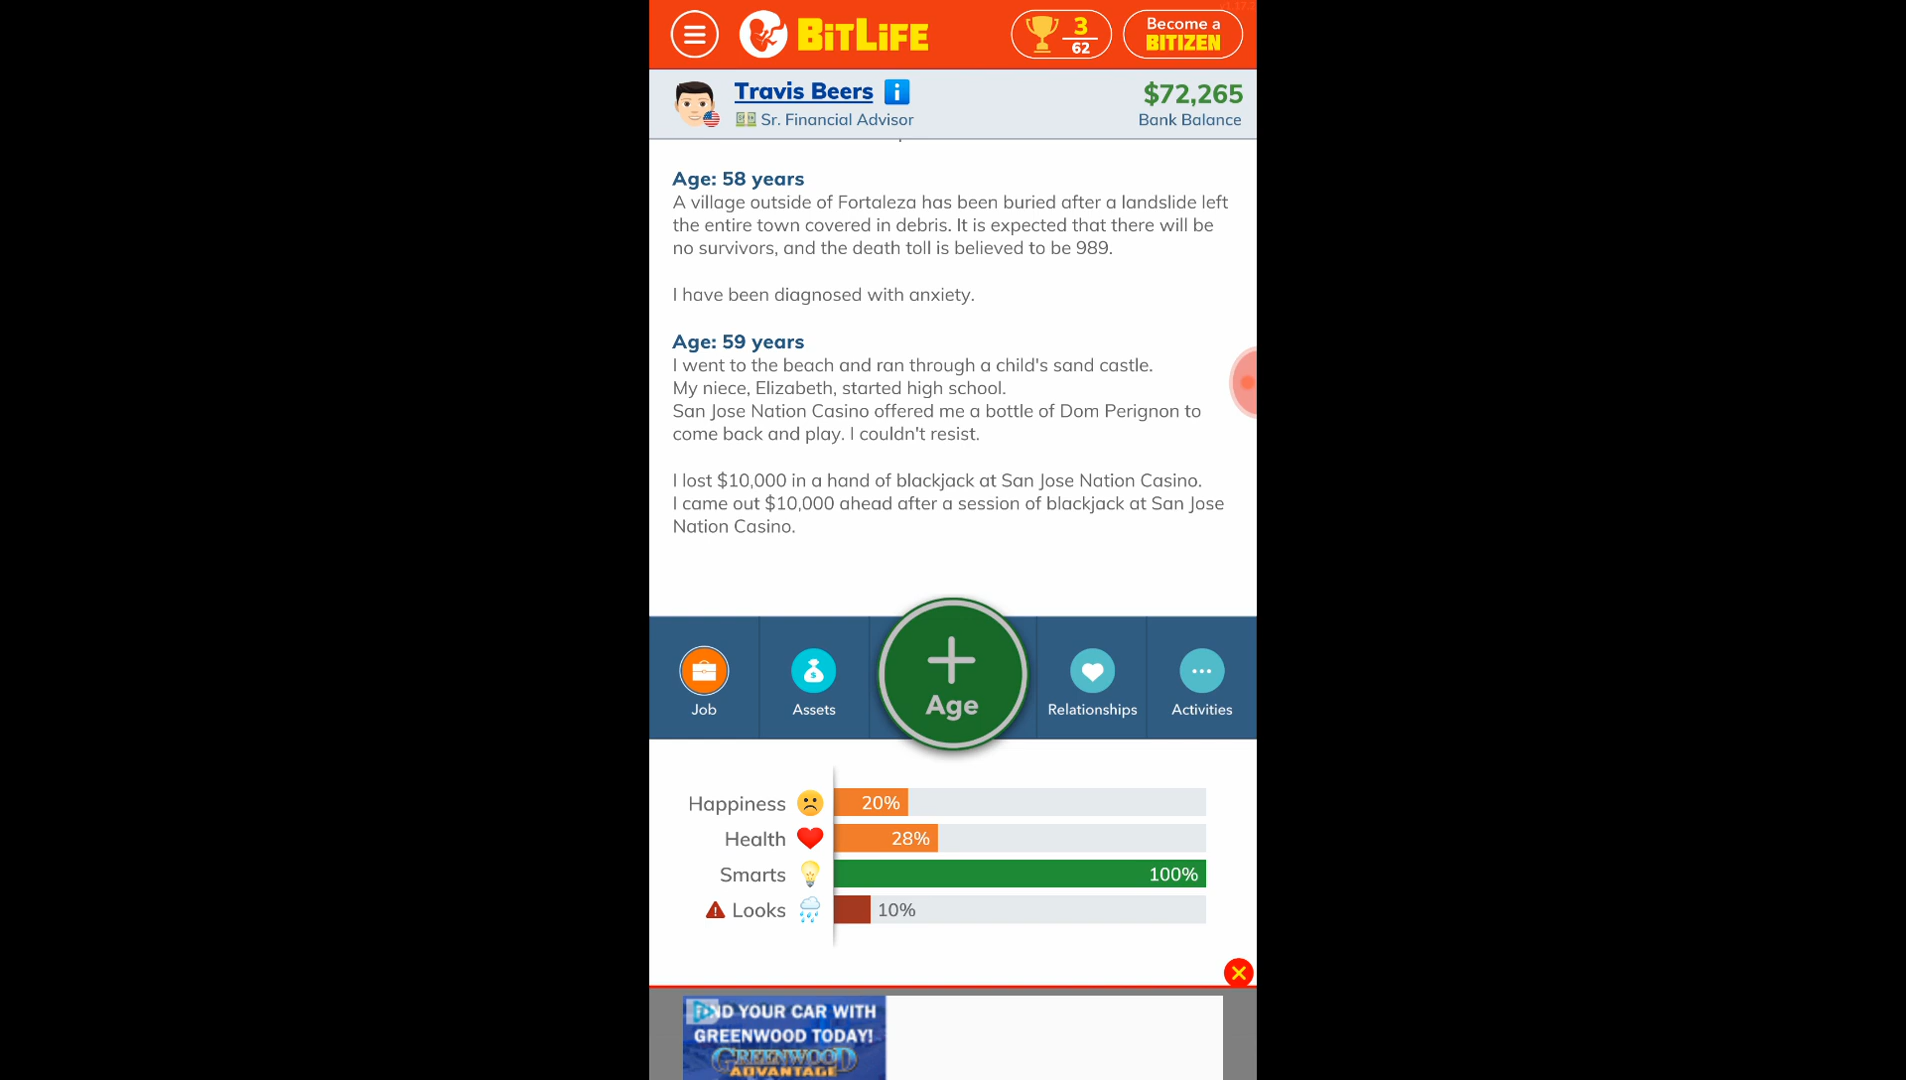 BiTLiFE
3
62
Become a
BITIZEN
Travis Beers
Sr. Financial Advisor
$72,265
Bank Balance
Age: 58 years
A village outside of Fortaleza has been buried after a landslide left
the entire town covered in debris. It is expected that there will be
no survivors, and the death toll is believed to be 989.
I have been diagnosed with anxiety.
Age: 59 years
I went to the beach and ran through a child's sand castle.
My niece, Elizabeth, started high school.
San Jose Nation Casino offered me a bottle of Dom Perignon to
come back and play. I couldn't resist.
I lost $10,000 in a hand of blackjack at San Jose Nation Casino.
I came out $10,000 ahead after a session of blackjack at San Jose
Nation Casino.
Job
Assets
+
Age
Relationships
Activities
Happiness 20%
Health 28%
Smarts 100%
Looks 10%
YOUR CAR WITH
GREENWOOD TODAY!
GREENWOOD
ADVANTAGE